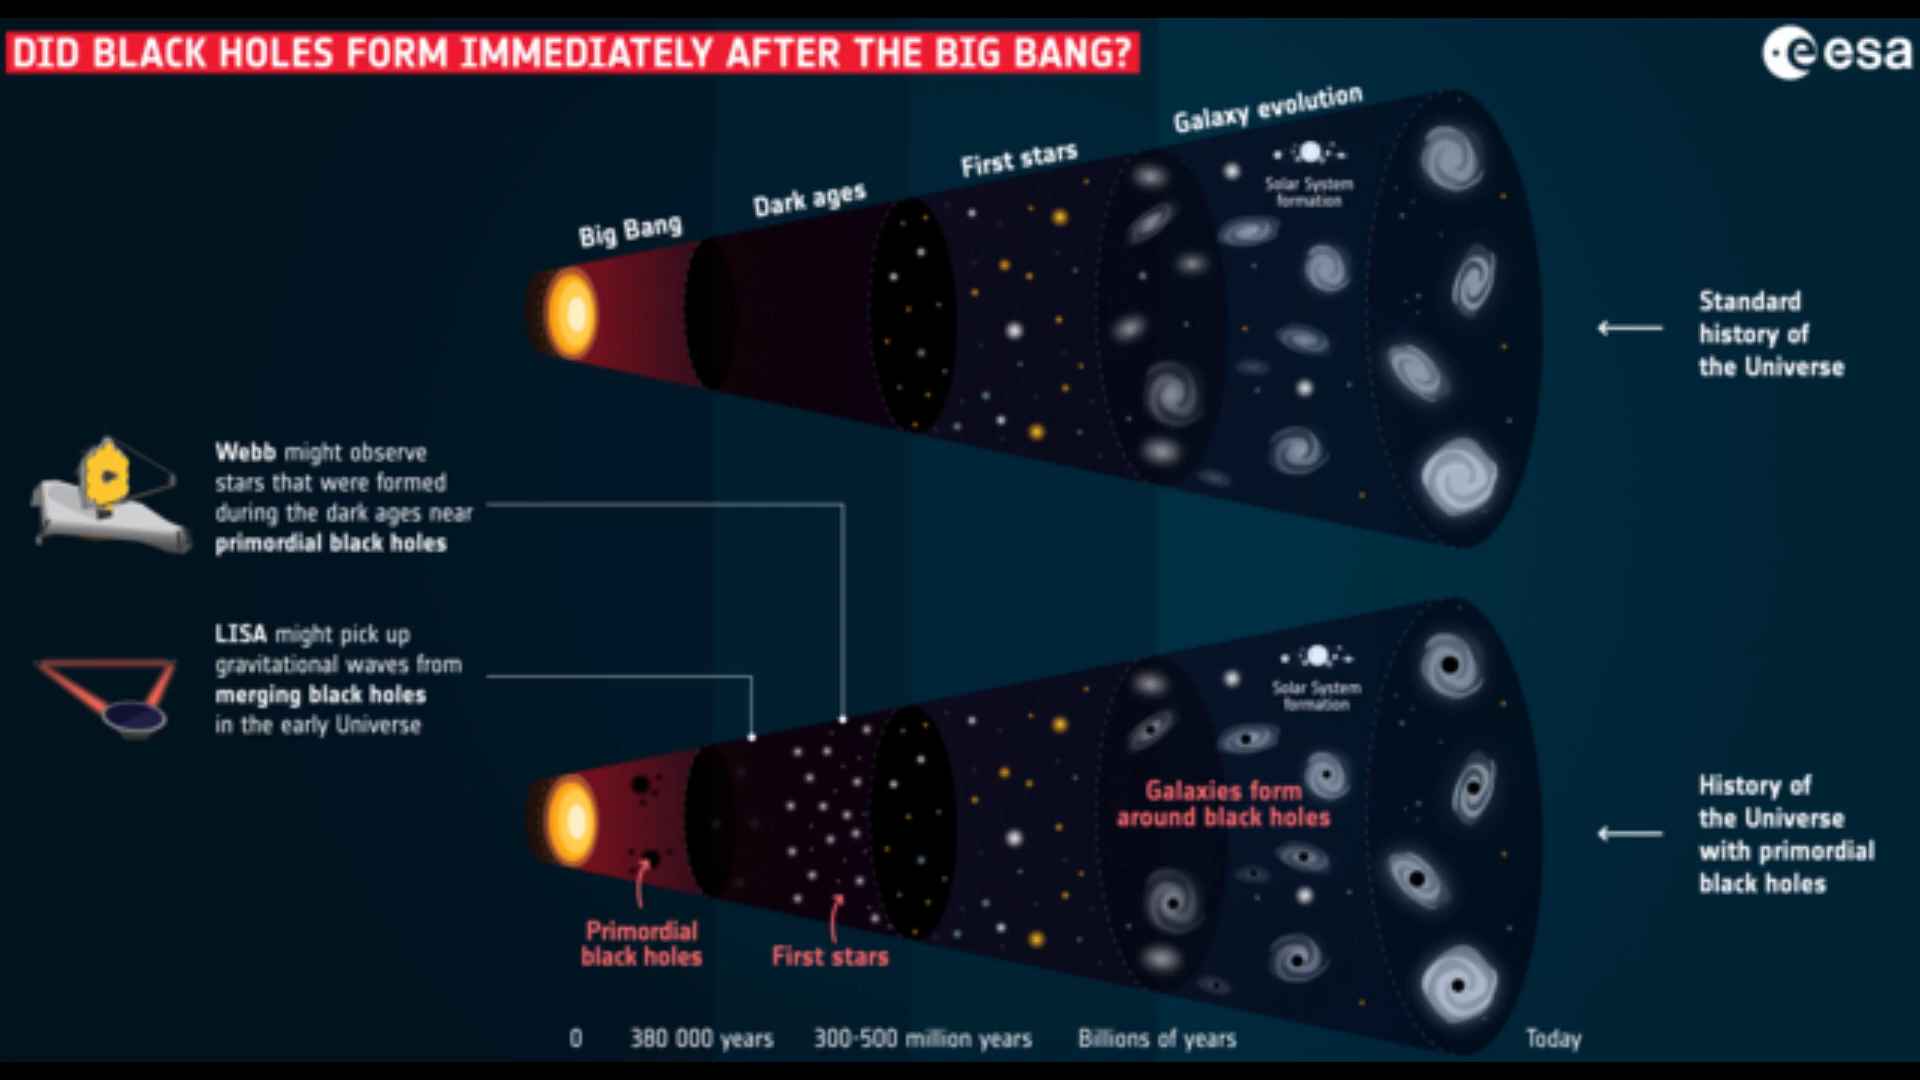 DID BLACK HOLES FORM IMMEDIATELY AFTER THE BIG BANG?
esa
Big Bang
Dark ages
First stars
Galaxy evolution
Solar System
formation
Standard
history of
the Universe
Webb might observe
stars that were formed
during the dark ages near
primordial black holes
LISA might pick up
gravitational waves from
merging black holes
in the early Universe
Solar System
formation
Galaxies form
around black holes
History of
the Universe
with primordial
black holes
Primordial
black holes
First stars
0
380 000 years
300-500 million years
Billions of years
Today